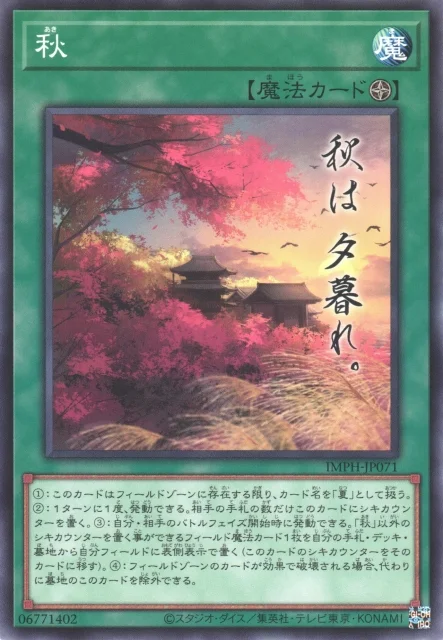 あき
秋
魔
まほう
【魔法カード】
秋は夕暮れ。
IMPH-JP071
①:このカードはフィールドゾーンに存在する限り、カード名を「夏」として扱う。
②:1ターンに1度、発動できる。相手の手札の数だけこのカードにシキカウン
ターを置く。③:自分・相手のバトルフェイズ開始時に発動できる。「秋」以外の
シキカウンターを置く事ができるフィールド魔法カード1枚を自分の手札・デッキ・
墓地から自分フィールドに表側表示で置く(このカードのシキカウンターをその
カードに移す)。④:フィールドゾーンのカードが効果で破壊される場合、代わり
に墓地のこのカードを除外できる。
06771402
©スタジオ・ダイス/集英社・テレビ東京・KONAMI